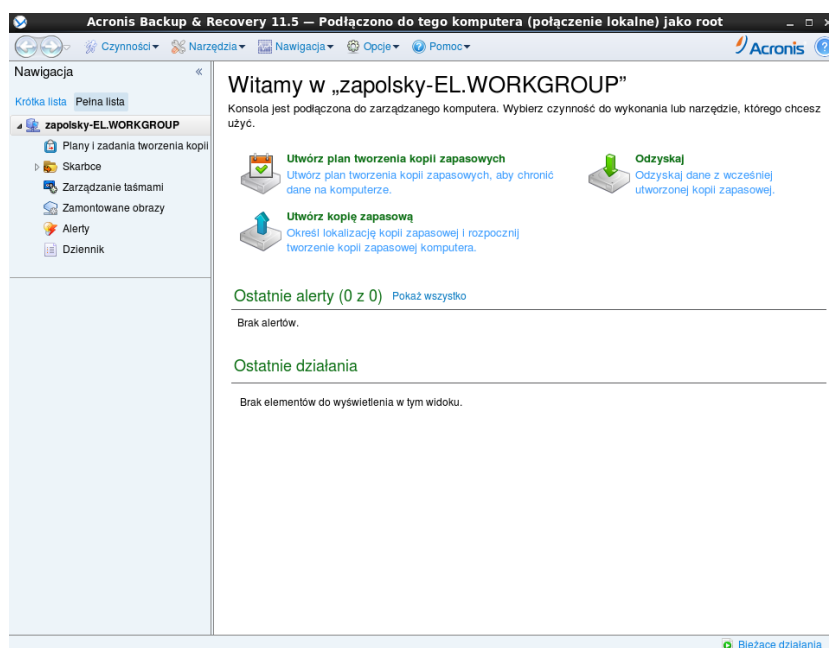 Acronis Backup & Recovery 11.5 — Podłączono do tego komputera (połączenie lokalne) jako root
Czynności Narzędzia Nawigacja Opcje Pomoc Acronis
Nawigacja «
Krótka lista Pełna lista
zapolsky-EL.WORKGROUP
Plany i zadania tworzenia kopii
Skarbce
Zarządzanie taśmami
Zamontowane obrazy
Alerty
Dziennik
Witamy w „zapolsky-EL.WORKGROUP”
Konsola jest podłączona do zarządzanego komputera. Wybierz czynność do wykonania lub narzędzie, którego chcesz
użyć.
Utwórz plan tworzenia kopii zapasowych
Utwórz plan tworzenia kopii zapasowych, aby chronić
dane na komputerze.
Odzyskaj
Odzyskaj dane z wcześniej
utworzonej kopii zapasowej.
Utwórz kopię zapasową
Określ lokalizację kopii zapasowej i rozpocznij
tworzenie kopii zapasowej komputera.
Ostatnie alerty (0 z 0) Pokaż wszystko
Brak alertów.
Ostatnie działania
Brak elementów do wyświetlenia w tym widoku.
Bieżące działania